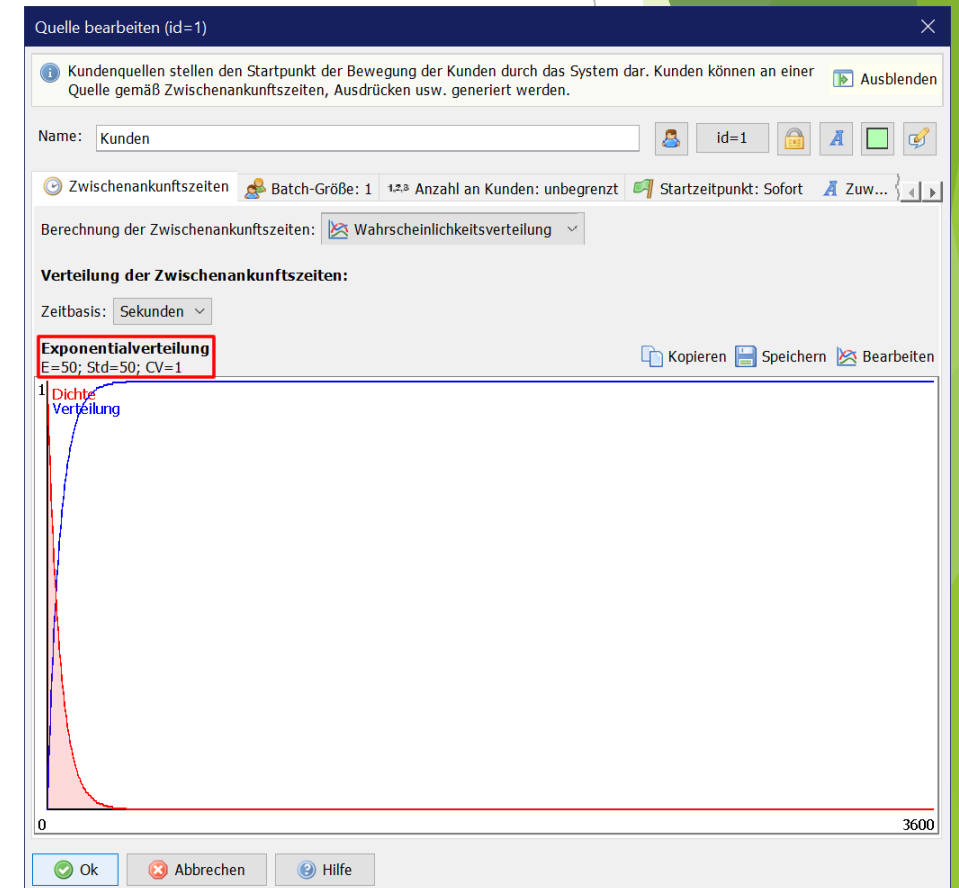 Quelle bearbeiten (id=1)
Kundenquellen stellen den Startpunkt der Bewegung der Kunden durch das System dar. Kunden können an einer
Quelle gemäß Zwischenankunftszeiten, Ausdrücken usw. generiert werden.
Ausblenden
Name: Kunden id=1
Zwischenankunftszeiten Batch-Größe: 1 1,2,3 Anzahl an Kunden: unbegrenzt Startzeitpunkt: Sofort A Zuw...
Berechnung der Zwischenankunftszeiten: Wahrscheinlichkeitsverteilung
Verteilung der Zwischenankunftszeiten:
Zeitbasis: Sekunden
Exponentialverteilung
E=50; Std=50; CV=1
Kopieren Speichern Bearbeiten
1
Dichte
Verteilung
0 3600
Ok Abbrechen Hilfe